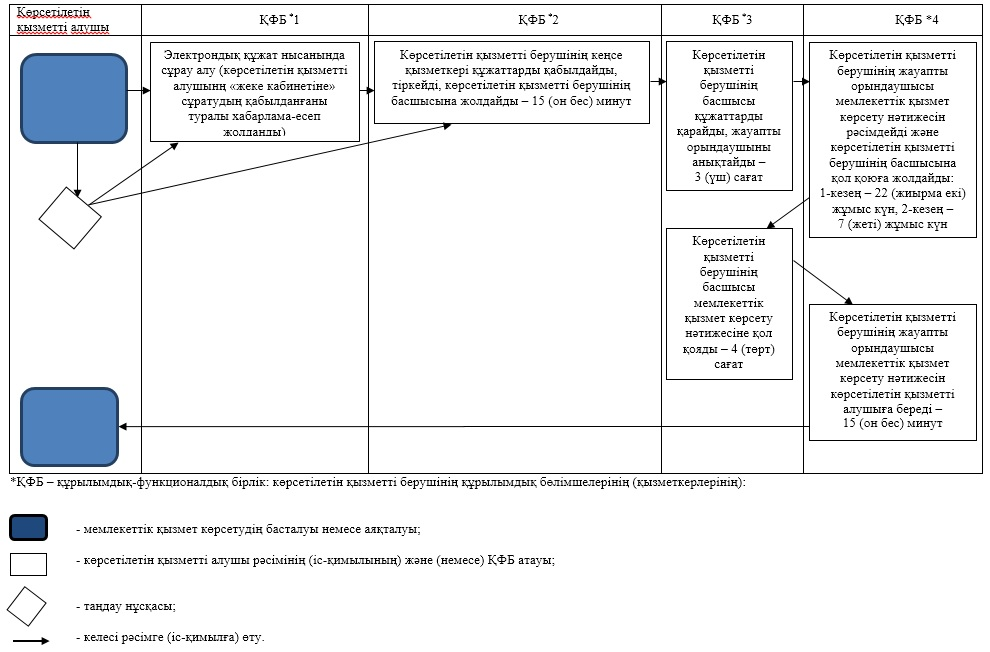 Көрсетілетін
қызметті алушы
ҚФБ *1
ҚФБ *2
ҚФБ *3
ҚФБ *4
Электрондық құжат нысанында
сұрау алу (көрсетілетін қызметті
алушынң «жеке кабинетіне»
сұратудың қабылданғаны
туралы хабарлама-есеп
жолданды)
Көрсетілетін қызметті берушінің кеңсе
қызметкері құжаттарды қабылдайды,
тіркейді, көрсетілетін қызметті берушінің
басшысына жолдайды – 15 (он бес) минут
Көрсетілетін
қызметті
берушінің
басшысы
құжаттарды
қарайды, жауапты
орындаушыны
анықтайды –
3 (үш) сағат
Көрсетілетін қызметті
берушінің жауапты
орындаушысы
мемлекеттік қызмет
көрсету нәтижесін
рәсімдейді және
көрсетілетін қызметті
берушінің басшысына
қол қоюға жолдайды:
1-кезең – 22 (жиырма екі)
жұмыс күн, 2-кезең –
7 (жеті) жұмыс күн
Көрсетілетін
қызметті
берушінің
басшысы
мемлекеттік
қызмет көрсету
нәтижесіне қол
қояды – 4 (төрт)
сағат
Көрсетілетін қызметті
берушінің жауапты
орындаушысы
мемлекеттік қызмет
көрсету нәтижесін
көрсетілетін қызметті
алушыға береді –
15 (он бес) минут
*ҚФБ – құрылымдық-функционалдық бірлік: көрсетілетін қызметті берушінің құрылымдық бөлімшелерінің (қызметкерлерінің):
- мемлекеттік қызмет көрсетудің басталуы немесе аяқталуы;
- көрсетілетін қызметті алушы рәсімінің (іс-қимылының) және (немесе) ҚФБ атауы;
- таңдау нұсқасы;
- келесі рәсімге (іс-қимылға) өту.